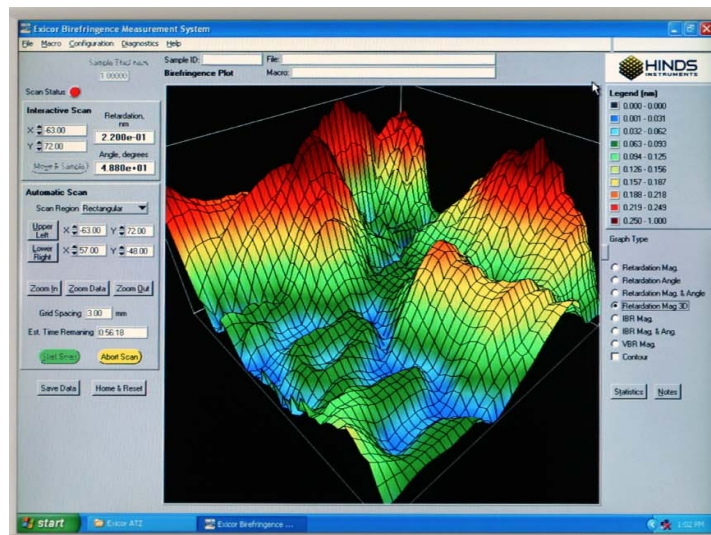 Exicor Birefringence Measurement System
File Macro Configuration Diagnostics Help
1.00000
Sample ID:
File:
Birefringence Plot
Macro:
HINDS
INSTRUMENTS
Scan Status
Interactive Scan
Retardation, nm
X -63.00
2.200e-01
Y 72.00
Angle, degrees
4.880e+01
Automatic Scan
Scan Region Rectangular
Upper Left X -63.00 Y 72.00
Lower Right X 57.00 Y -48.00
Zoom In Zoom Data Zoom Out
Grid Spacing 3.00 mm
Est. Time Remaining 0:56:18
Start Scan Abort Scan
Save Data Home & Reset
Legend (nm)
0.000 - 0.000
0.001 - 0.031
0.032 - 0.062
0.063 - 0.093
0.094 - 0.125
0.126 - 0.156
0.157 - 0.187
0.188 - 0.218
0.219 - 0.249
0.250 - 1.000
Graph Type
Retardation Mag.
Retardation Angle
Retardation Mag. & Angle
Retardation Mag 3D
IBR Mag.
IBR Mag. & Ang.
VBR Mag.
Contour
Statistics Notes
start
Exicor ATZ
Exicor Birefringence ...
1:02 PM